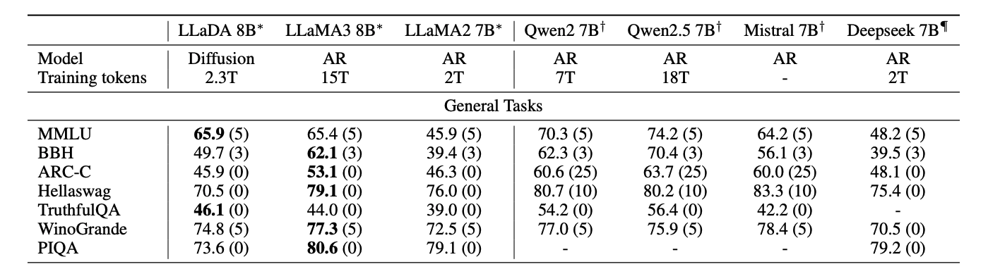 LLaDA 8B* LLaMA3 8B* LLaMA2 7B* Qwen2 7B† Qwen2.5 7B† Mistral 7B† Deepseek 7B¶
Model Diffusion AR AR AR AR AR AR
Training tokens 2.3T 15T 2T 7T 18T - 2T
General Tasks
MMLU 65.9 (5) 65.4 (5) 45.9 (5) 70.3 (5) 74.2 (5) 64.2 (5) 48.2 (5)
BBH 49.7 (3) 62.1 (3) 39.4 (3) 62.3 (3) 70.4 (3) 56.1 (3) 39.5 (3)
ARC-C 45.9 (0) 53.1 (0) 46.3 (0) 60.6 (25) 63.7 (25) 60.0 (25) 48.1 (0)
Hellaswag 70.5 (0) 79.1 (0) 76.0 (0) 80.7 (10) 80.2 (10) 83.3 (10) 75.4 (0)
TruthfulQA 46.1 (0) 44.0 (0) 39.0 (0) 54.2 (0) 56.4 (0) 42.2 (0) -
WinoGrande 74.8 (5) 77.3 (5) 72.5 (5) 77.0 (5) 75.9 (5) 78.4 (5) 70.5 (0)
PIQA 73.6 (0) 80.6 (0) 79.1 (0) - - - 79.2 (0)